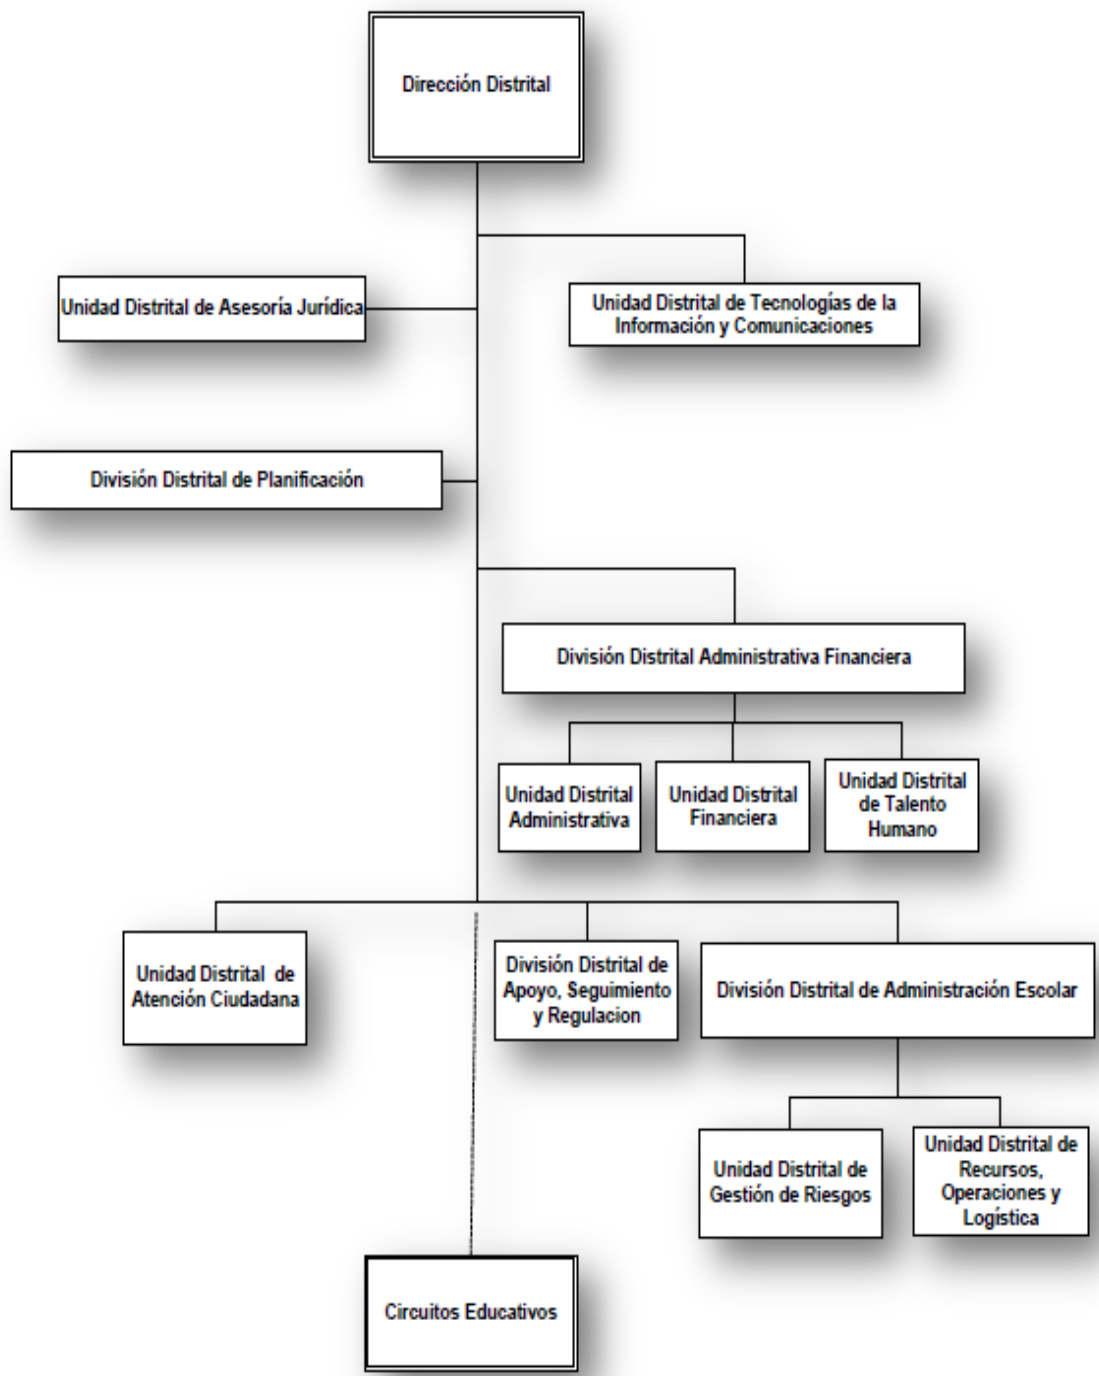 Dirección Distrital
Unidad Distrital de Asesoría Jurídica
Unidad Distrital de Tecnologías de la
Información y Comunicaciones
División Distrital de Planificación
División Distrital Administrativa Financiera
Unidad Distrital
Administrativa
Unidad Distrital
Financiera
Unidad Distrital
de Talento
Humano
Unidad Distrital de
Atención Ciudadana
División Distrital de
Apoyo, Seguimiento
y Regulacion
División Distrital de Administración Escolar
Unidad Distrital de
Gestión de Riesgos
Unidad Distrital de
Recursos,
Operaciones y
Logística
Circuitos Educativos